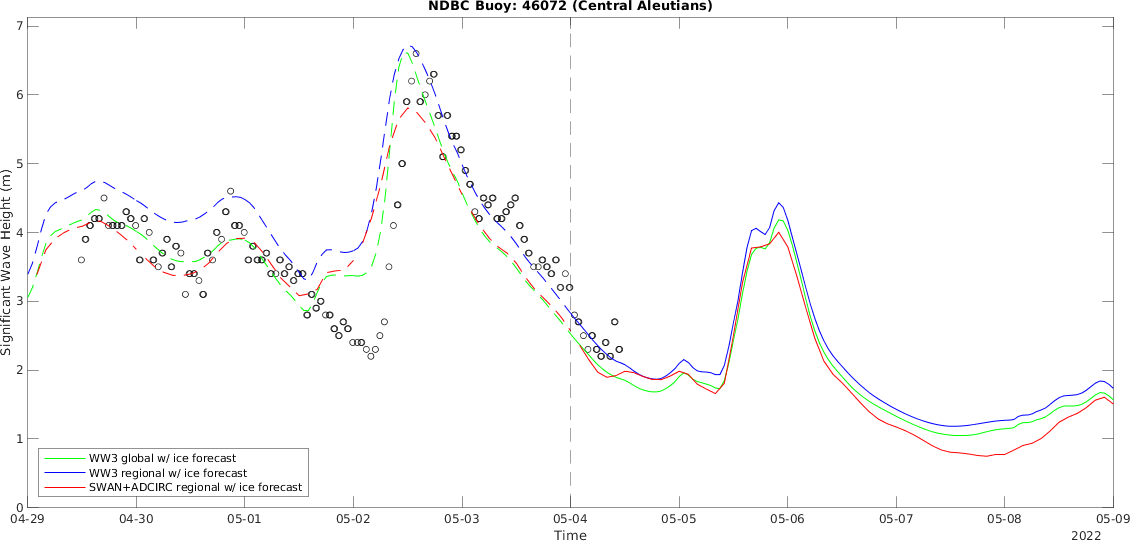 NDBC Buoy: 46072 (Central Aleutians)
7
6
5
4
3
2
1
0
Significant Wave Height (m)
WW3 global w/ ice forecast
WW3 regional w/ ice forecast
SWAN+ADCIRC regional w/ ice forecast
04-29 04-30 05-01 05-02 05-03 05-04 05-05 05-06 05-07 05-08 05-09
Time
2022